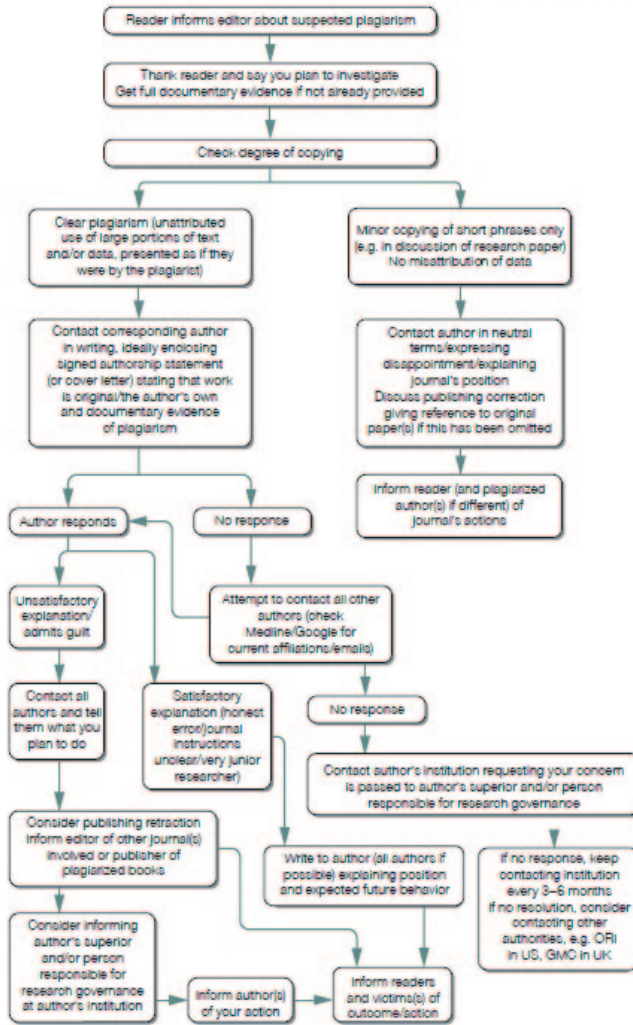 Reader informs editor about suspected plagiarism
Thank reader and say you plan to investigate
Get full documentary evidence if not already provided
Check degree of copying
Clear plagiarism (unattributed
use of large portions of text
and/or data, presented as if they
were by the plagiarist)
Minor copying of short phrases only
(e.g. in discussion of research paper)
No misattribution of data
Contact corresponding author
in writing, ideally enclosing
signed authorship statement
(or cover letter) stating that work
is original/the author's own
and documentary evidence
of plagiarism
Contact author in neutral
terms/expressing
disappointment/explaining
journal's position
Discuss publishing correction
giving reference to original
paper(s) if this has been omitted
Inform reader (and plagiarized
author(s) if different) of
journal's actions
Author responds
No response
Unsatisfactory
explanation/
admits guilt
Attempt to contact all other
authors (check
Medline/Google for
current affiliations/emails)
Contact all
authors and tell
them what you
plan to do
Satisfactory
explanation (honest
error/journal
instructions
unclear/very junior
researcher)
No response
Contact author's institution requesting your concern
is passed to author's superior and/or person
responsible for research governance
Consider publishing retraction
Inform editor of other journal(s)
involved or publisher of
plagiarized books
Write to author (all authors if
possible) explaining position
and expected future behavior
If no response, keep
contacting institution
every 3–6 months
If no resolution, consider
contacting other
authorities, e.g. ORI
in US, GMC in UK
Consider informing
author's superior
and/or person
responsible for
research governance
at author's institution
Inform author(s)
of your action
Inform readers
and victims(s) of
outcome/action